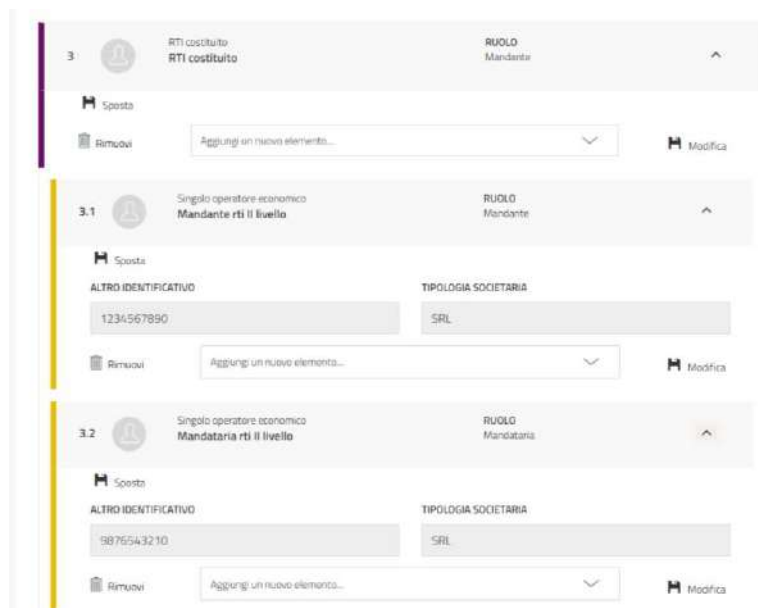 3 RTI costituito RUOLO
RTI costituito Mandante
Sposta
Rimuovi Aggiungi un nuovo elemento... Modifica
3.1 Singolo operatore economico RUOLO
Mandante rti II livello Mandante
Sposta
ALTRO IDENTIFICATIVO TIPOLOGIA SOCIETARIA
1234567890 SRL
Rimuovi Aggiungi un nuovo elemento... Modifica
3.2 Singolo operatore economico RUOLO
Mandataria rti II livello Mandataria
Sposta
ALTRO IDENTIFICATIVO TIPOLOGIA SOCIETARIA
9876543210 SRL
Rimuovi Aggiungi un nuovo elemento... Modifica